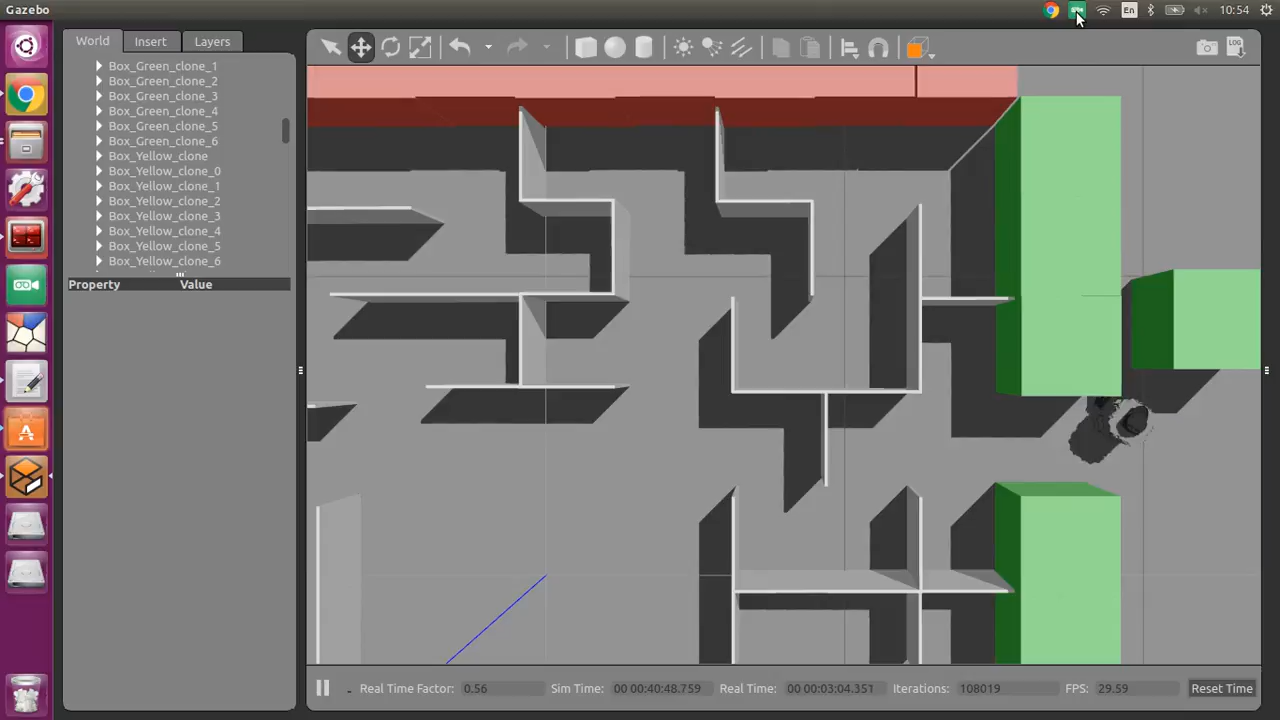 Gazebo
En
10:54
World
Insert
Layers
LOG
Box_Green_clone_1
Box_Green_clone_2
Box_Green_clone_3
Box_Green_clone_4
Box_Green_clone_5
Box_Green_clone_6
Box_Yellow_clone
Box_Yellow_clone_0
Box_Yellow_clone_1
Box_Yellow_clone_2
Box_Yellow_clone_3
Box_Yellow_clone_4
Box_Yellow_clone_5
Box_Yellow_clone_6
Property Value
Real Time Factor: 0.56 Sim Time: 00 00:40:48.759 Real Time: 00 00:03:04.351 Iterations: 108019 FPS: 29.59 Reset Time